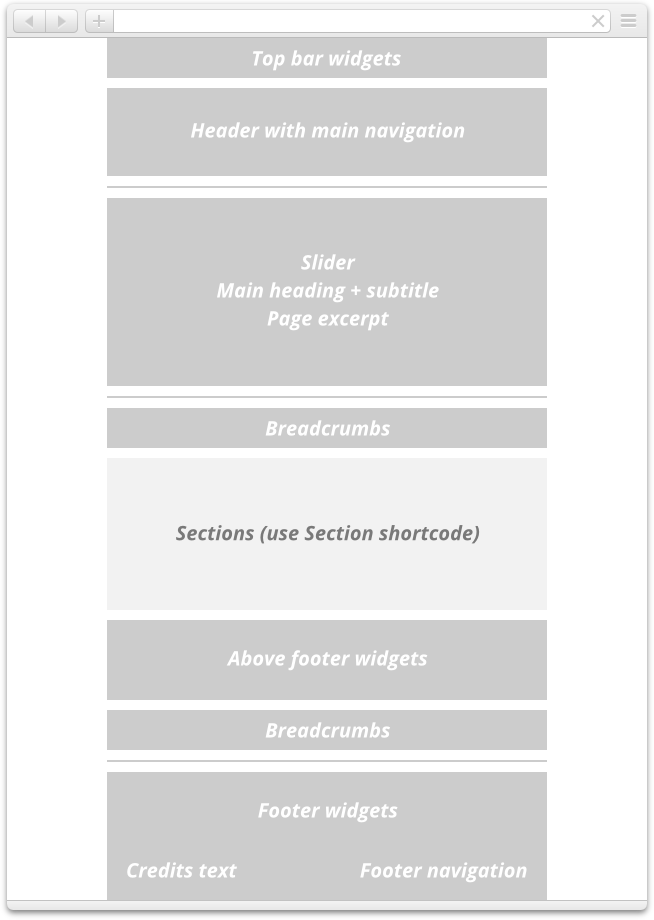 Top bar widgets
Header with main navigation
Slider
Main heading + subtitle
Page excerpt
Breadcrumbs
Sections (use Section shortcode)
Above footer widgets
Breadcrumbs
Footer widgets
Credits text
Footer navigation